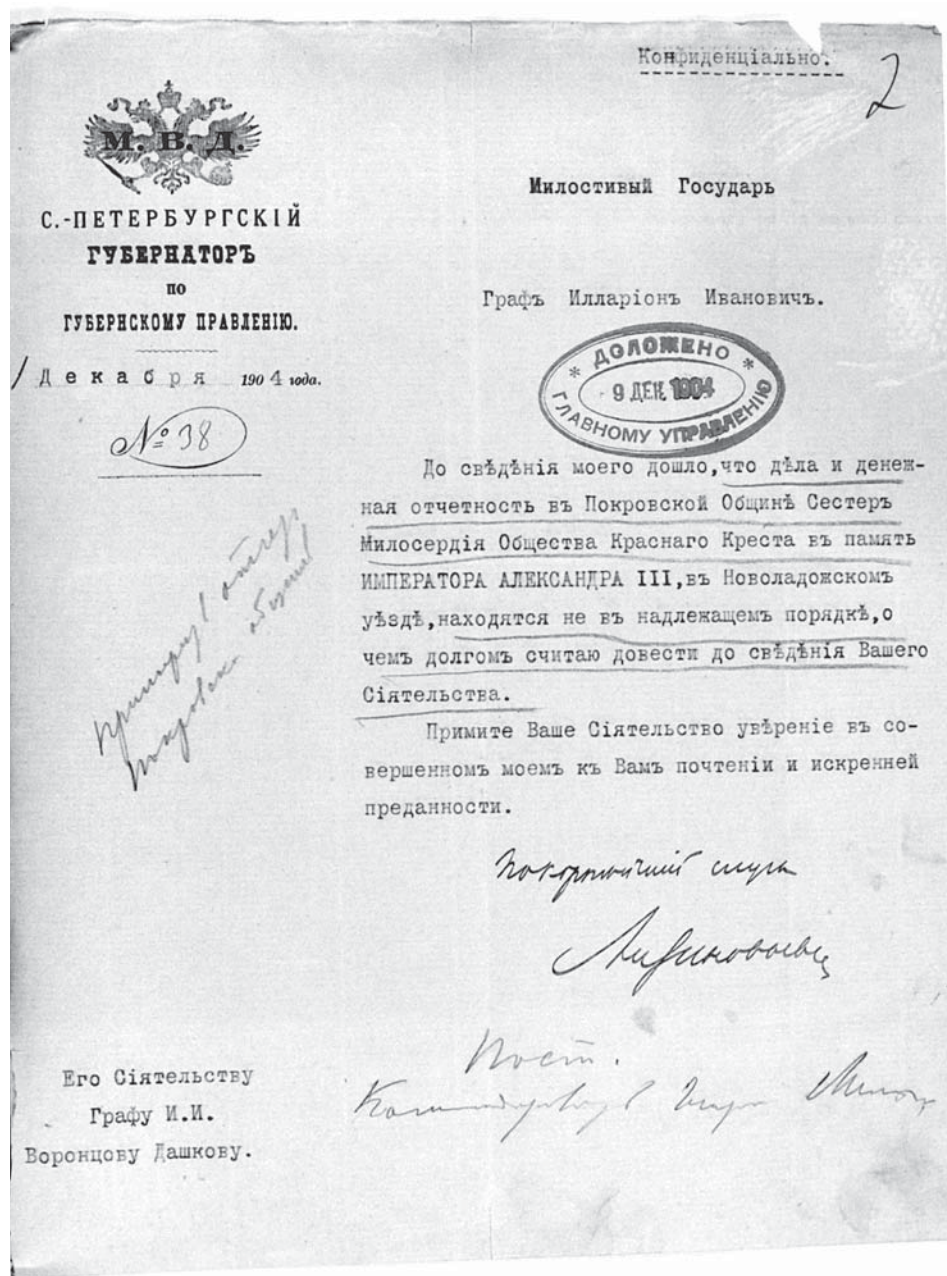 Конфиденціально.
2
М. В. Д.
С.-ПЕТЕРБУРГСКІЙ
ГУБЕРНАТОРЪ
ПО
ГУБЕРНСКОМУ ПРАВЛЕНІЮ.
1 Декабря 1904 года.
№ 38
Милостивый Государь
Графъ Илларіонъ Ивановичъ.
* ДОЛОЖЕНО *
9 ДЕК. 1904
ГЛАВНОМУ УПРАВЛЕНІЮ
До свѣдѣнія моего дошло,что дѣла и денеж-
ная отчетность въ Покровской Общинѣ Сестеръ
Милосердія Общества Краснаго Креста въ память
ИМПЕРАТОРА АЛЕКСАНДРА III,въ Новоладожскомъ
уѣздѣ,находятся не въ надлежащемъ порядкѣ,о
чемъ долгомъ считаю довести до свѣдѣнія Вашего
Сіятельства.
Примите Ваше Сіятельство увѣреніе въ со-
вершенномъ моемъ къ Вамъ почтеніи и искренней
преданности.
покорнѣйшій слуга
Его Сіятельству
Графу И.И.
Воронцову Дашкову.